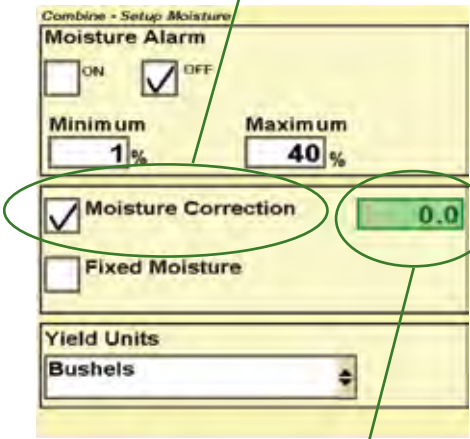 Combine - Setup Moisture
Moisture Alarm
ON OFF
Minimum Maximum
1% 40 %
Moisture Correction 0.0
Fixed Moisture
Yield Units
Bushels